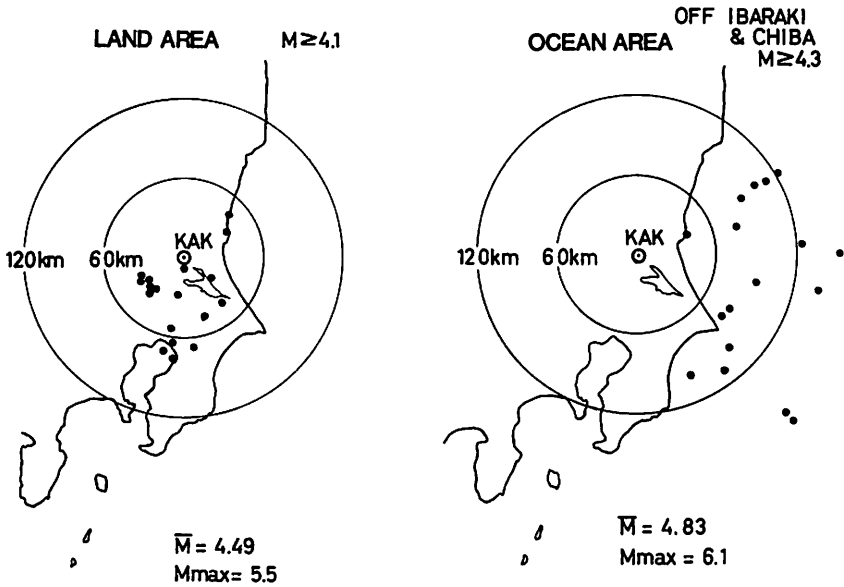 LAND AREA M≥4.1
KAK
120km 60km
M̅ = 4.49
Mmax= 5.5
OFF IBARAKI
& CHIBA
OCEAN AREA
M≥4.3
KAK
120km 60km
M̅ = 4.83
Mmax = 6.1